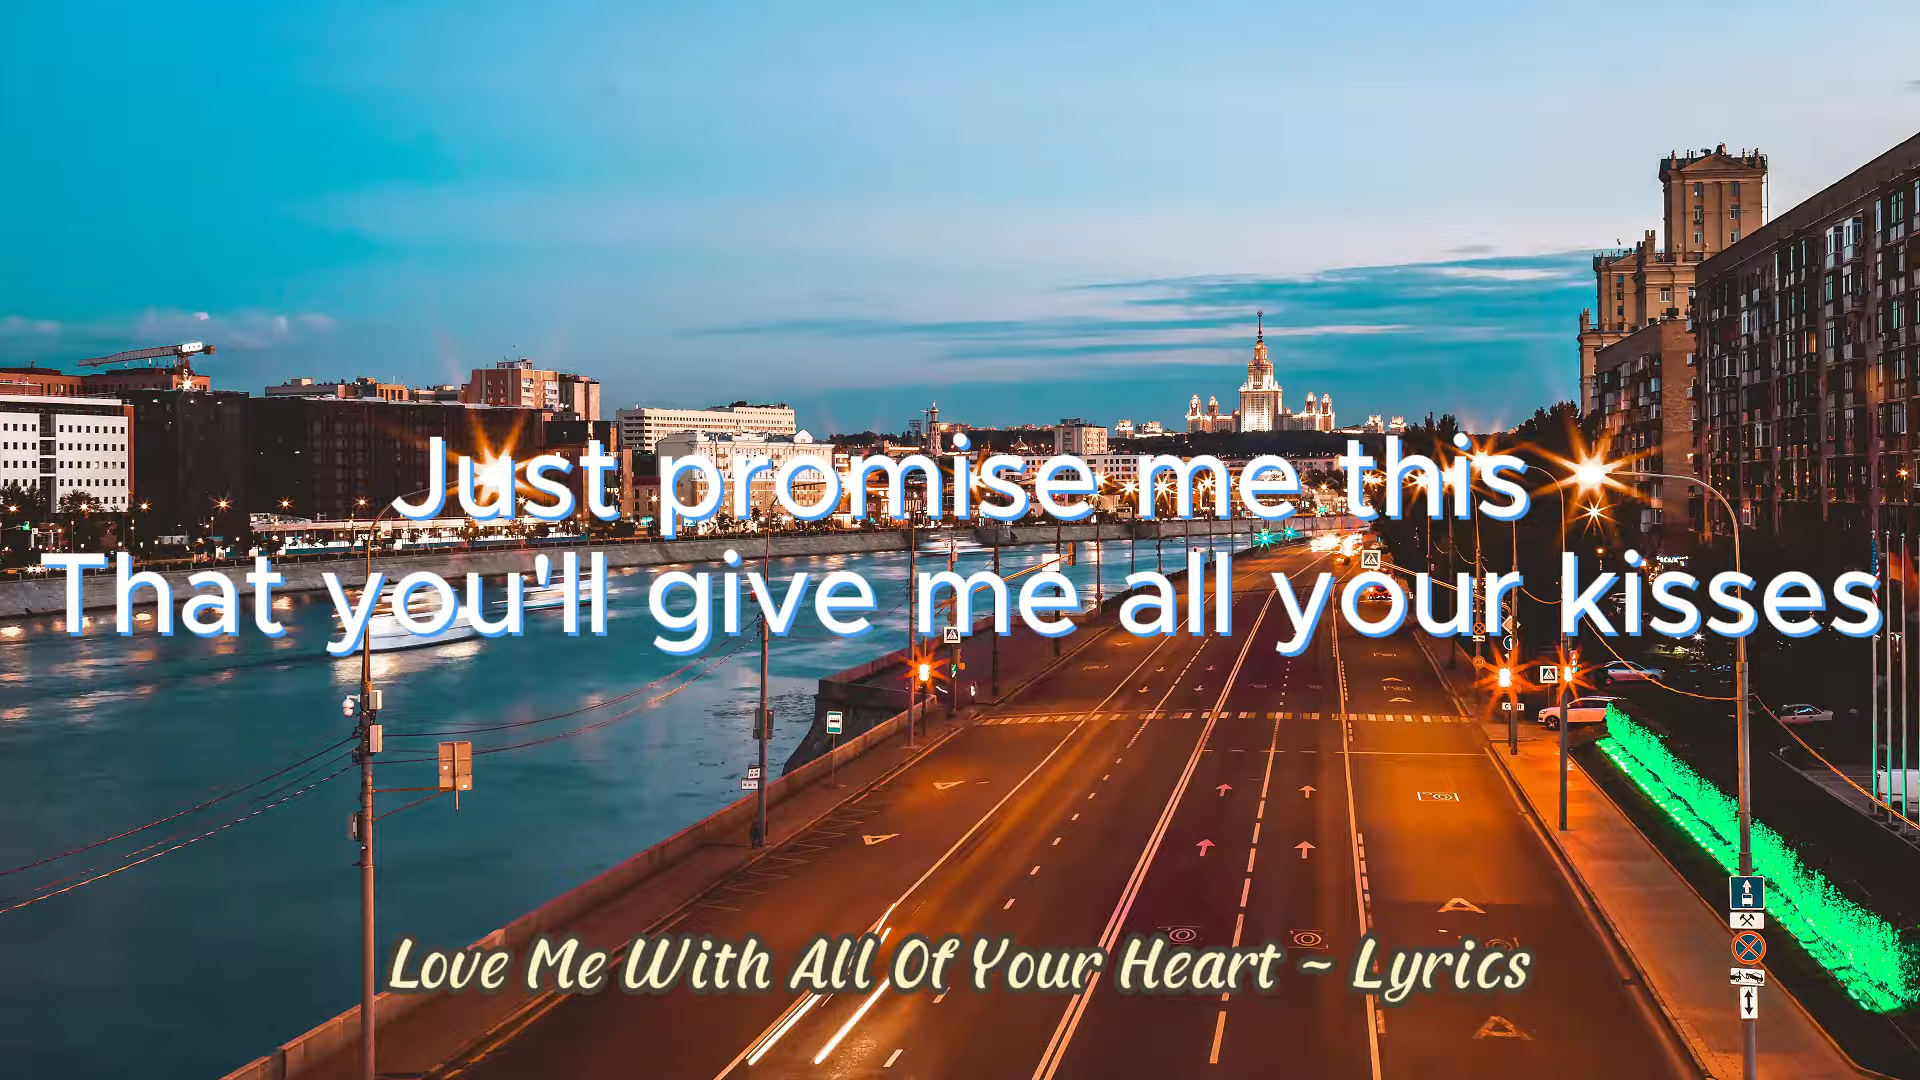 Just promise me this
That you'll give me all your kisses
Love Me With All Of Your Heart ~ Lyrics